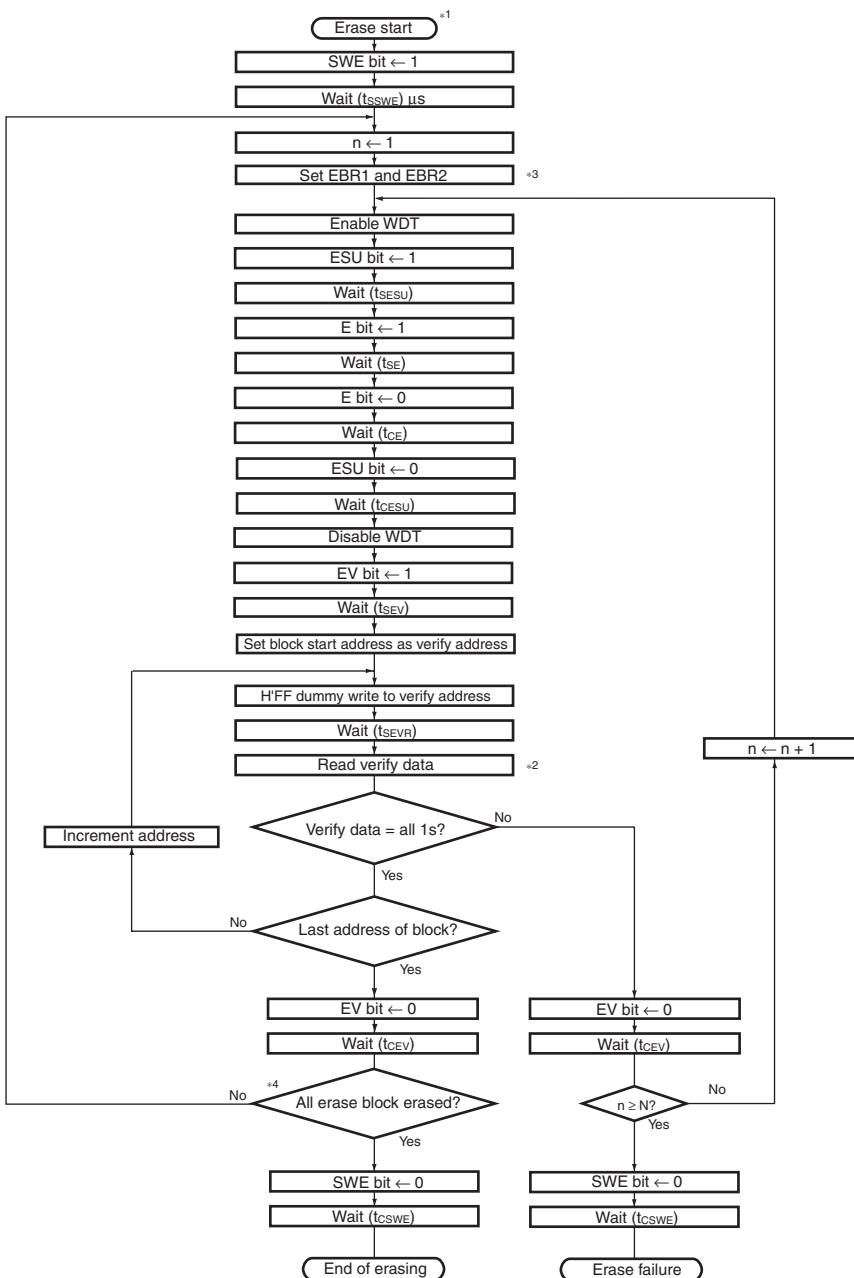 Erase start *1
SWE bit ← 1
Wait (tSSWE) μs
n ← 1
Set EBR1 and EBR2 *3
Enable WDT
ESU bit ← 1
Wait (tSESU)
E bit ← 1
Wait (tSE)
E bit ← 0
Wait (tCE)
ESU bit ← 0
Wait (tCESU)
Disable WDT
EV bit ← 1
Wait (tSEV)
Set block start address as verify address
H'FF dummy write to verify address
Wait (tSEVR)
Read verify data *2
n ← n + 1
Verify data = all 1s?
No
Yes
Increment address
Last address of block?
No
Yes
EV bit ← 0
Wait (tCEV)
*4
All erase block erased?
No
Yes
SWE bit ← 0
Wait (tCSWE)
End of erasing
EV bit ← 0
Wait (tCEV)
n ≥ N?
No
Yes
SWE bit ← 0
Wait (tCSWE)
Erase failure